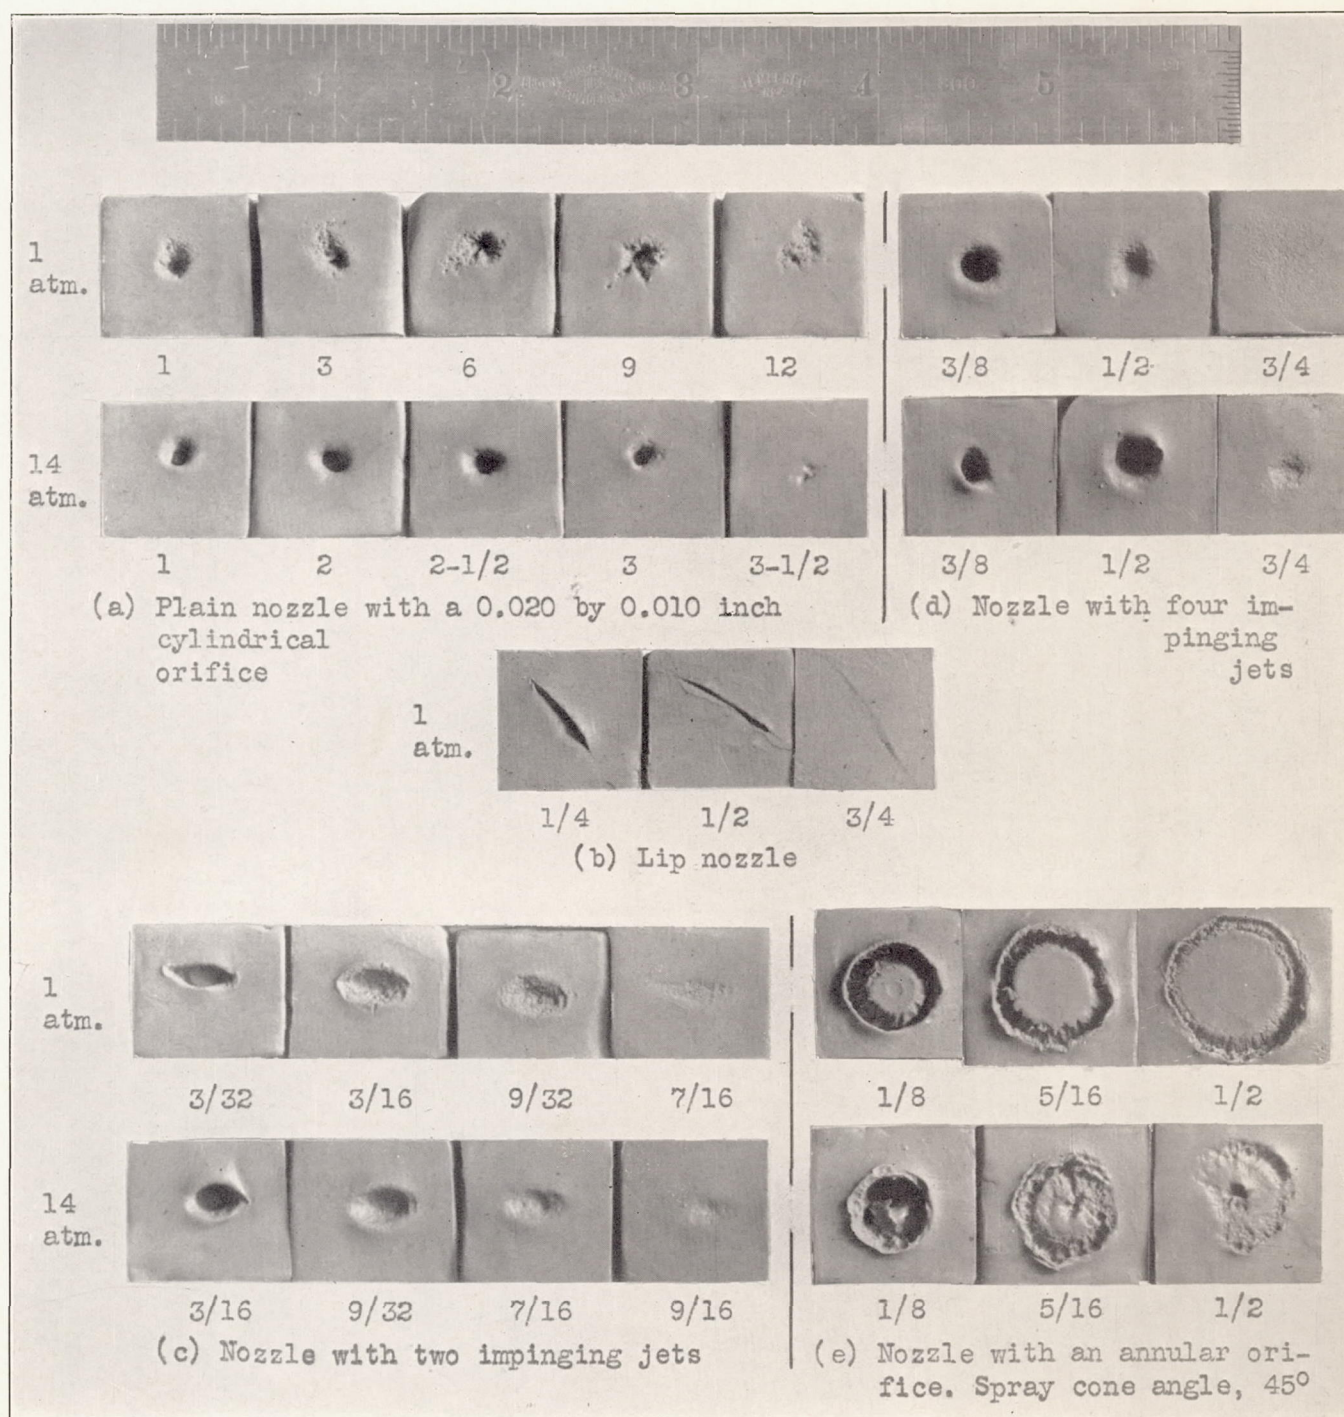 1 2 3 4 5
1 atm.
1 3 6 9 12
14 atm.
1 2 2-1/2 3 3-1/2
(a) Plain nozzle with a 0.020 by 0.010 inch
cylindrical
orifice
3/8 1/2 3/4
3/8 1/2 3/4
(d) Nozzle with four im-
pinging
jets
1 atm.
1/4 1/2 3/4
(b) Lip nozzle
1
atm.
3/32 3/16 9/32 7/16
14
atm.
3/16 9/32 7/16 9/16
(c) Nozzle with two impinging jets
1/8 5/16 1/2
1/8 5/16 1/2
(e) Nozzle with an annular ori-
fice. Spray cone angle, 45°